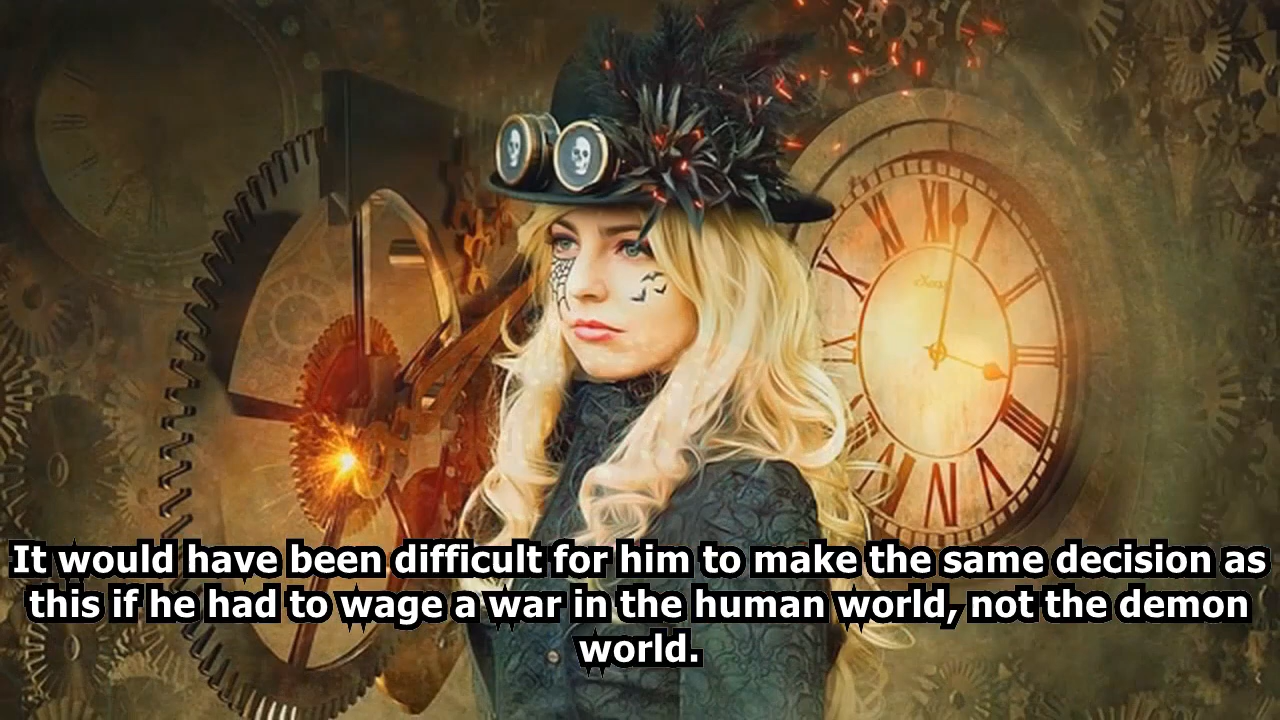 XII
It would have been difficult for him to make the same decision as
this if he had to wage a war in the human world, not the demon
world.